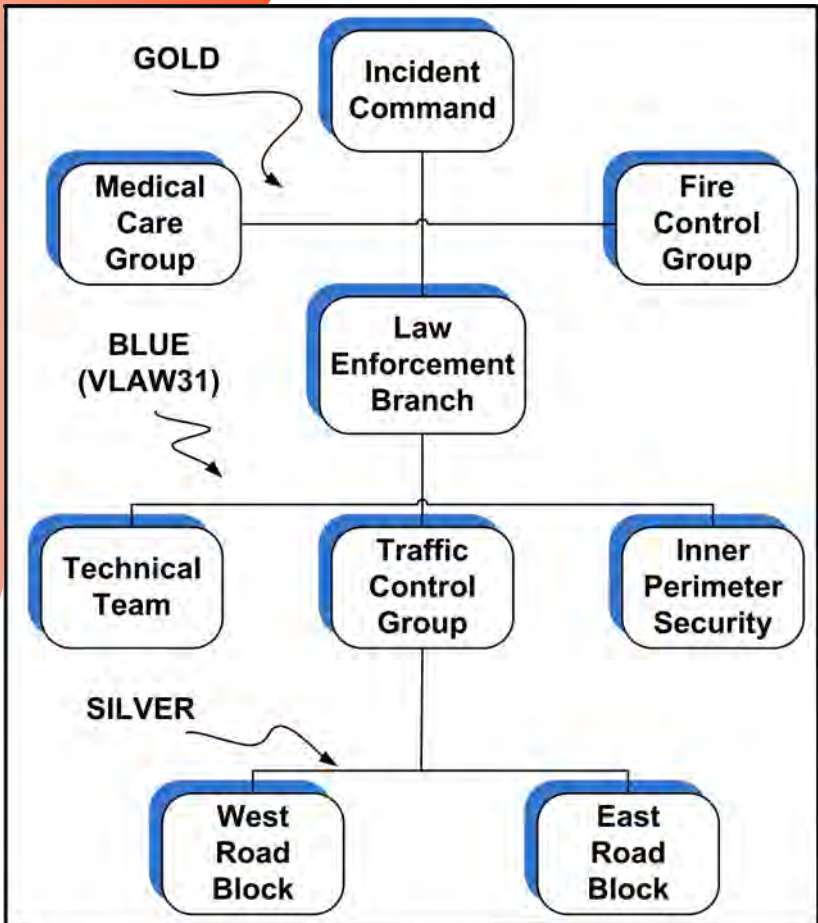 GOLD
Incident
Command
Medical
Care
Group
Fire
Control
Group
BLUE
(VLAW31)
Law
Enforcement
Branch
Technical
Team
Traffic
Control
Group
Inner
Perimeter
Security
SILVER
West
Road
Block
East
Road
Block